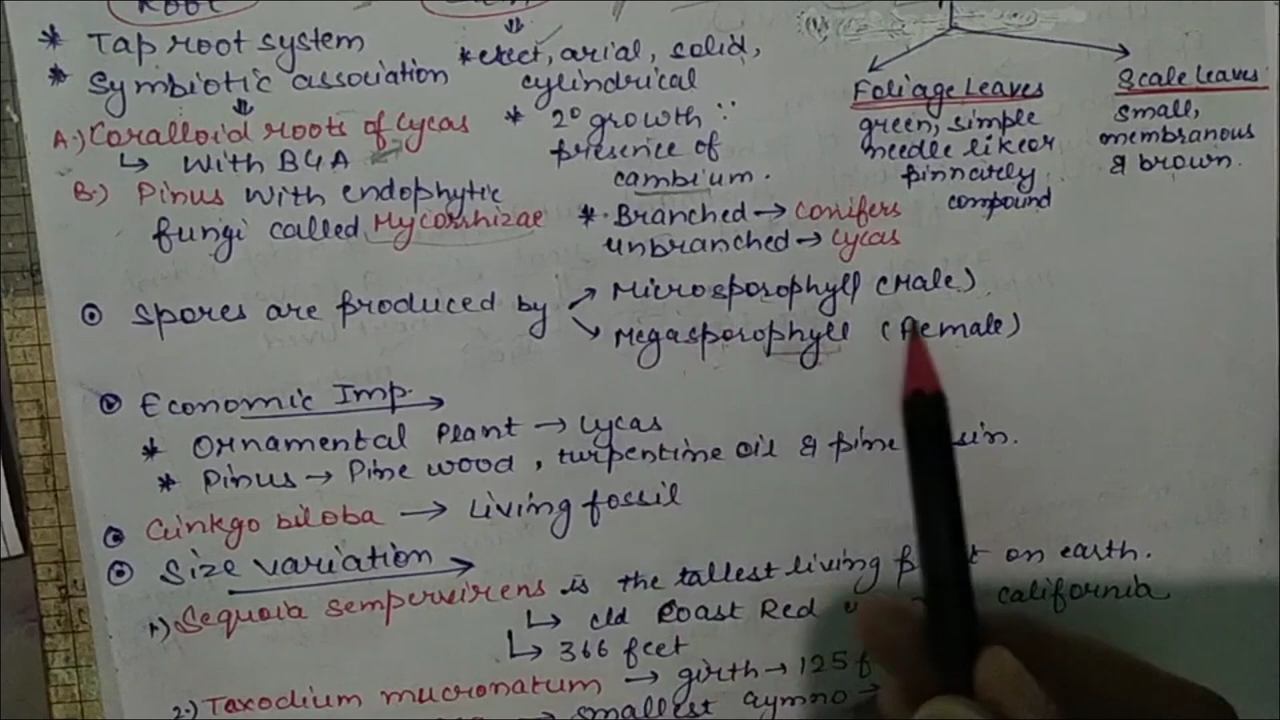 Root
* Tap root system
* Symbiotic association
A.) Coralloid roots of Cycas
↳ With BGA
B.) Pinus with endophytic
fungi called Mycorrhizae
* erect, arial, solid,
cylindrical
* 2° growth ∵
presence of
cambium.
* Branched → Conifers
unbranched → Cycas
Foliage Leaves
green, simple
needle like or
pinnately
compound
Scale leaves
small,
membranous
& brown.
Spores are produced by → Microsporophyll (Male)
→ Megasporophyll (Female)
Economic Imp.
* Ornamental Plant → Cycas
* Pinus → Pine wood, turpentine oil & pine
Ginkgo biloba → Living fossil
Size variation →
1.) Sequoia sempervirens is the tallest living on earth.
↳ cld Coast Red california
↳ 366 feet
2.) Taxodium mucronatum → girth → 125 f
→ smallest gymno →